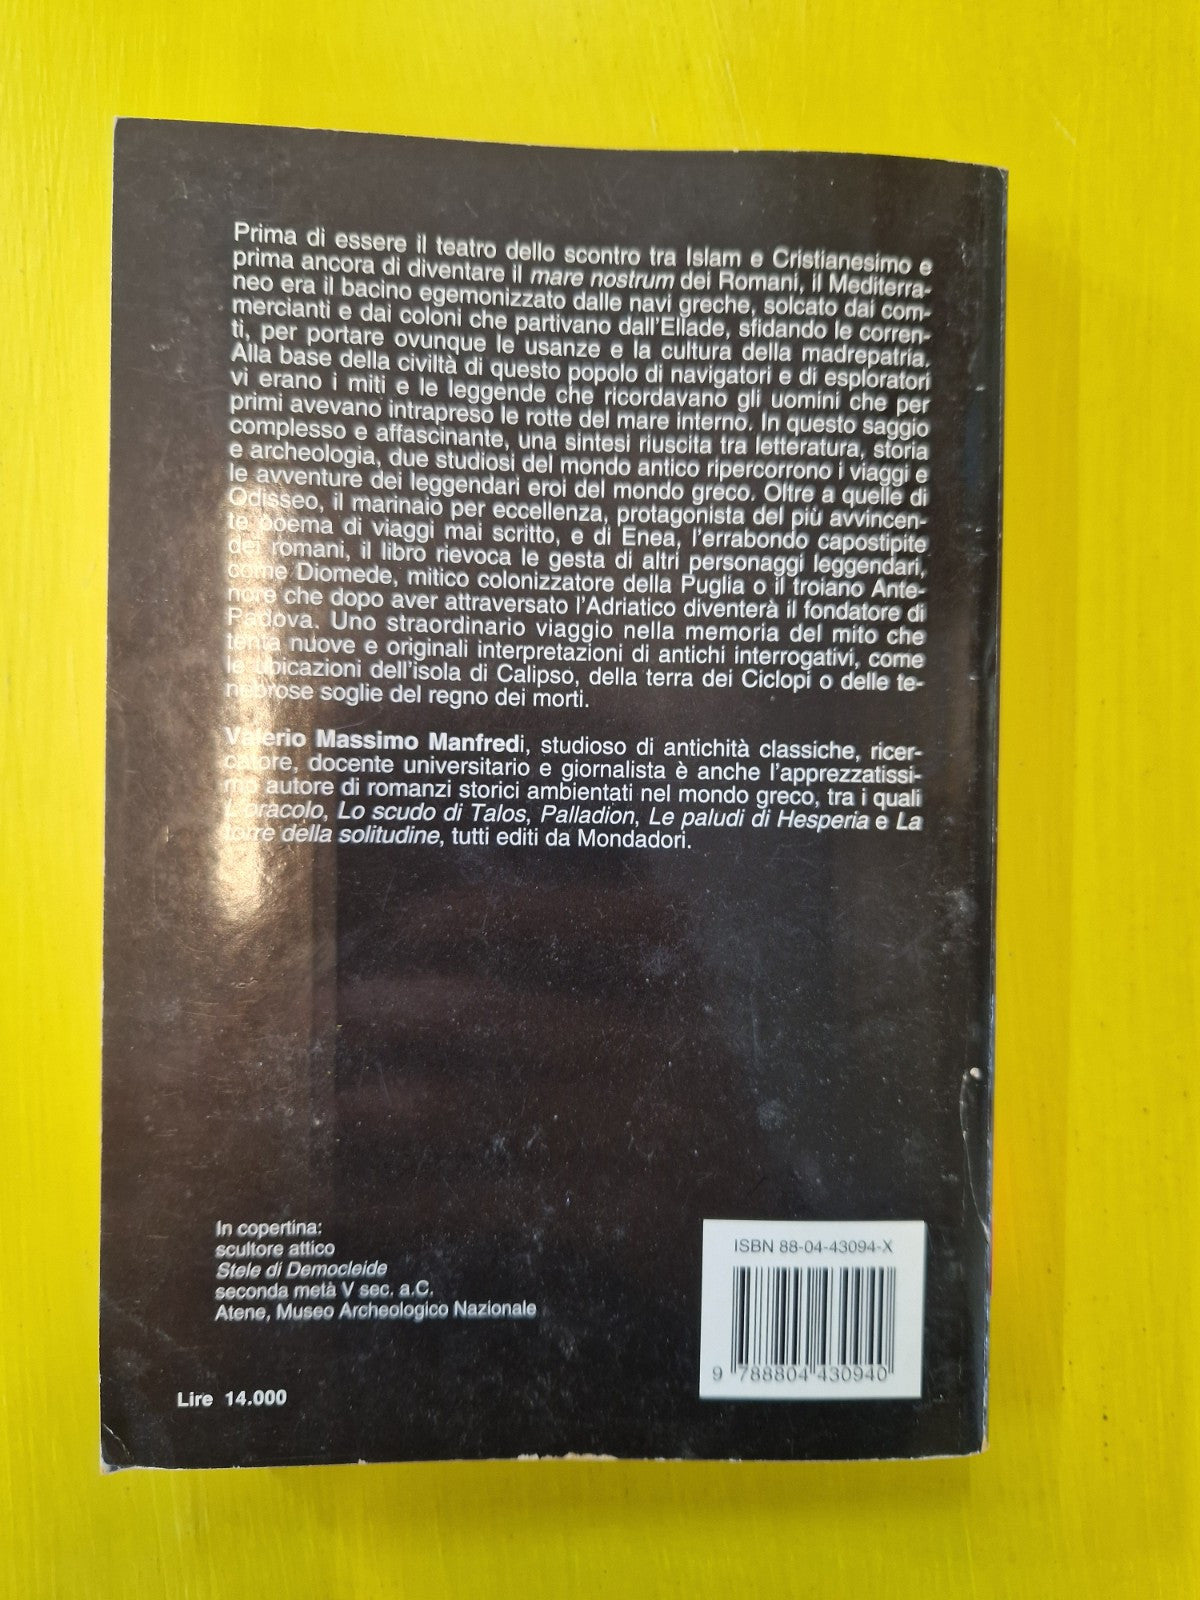 Prima di essere il teatro dello scontro tra Islam e Cristianesimo e
prima ancora di diventare il mare nostrum dei Romani, il Mediterra-
neo era il bacino egemonizzato dalle navi greche, solcato dai com-
mercianti e dai coloni che partivano dall'Ellade, sfidando le corren-
ti, per portare ovunque le usanze e la cultura della madrepatria.
Alla base della civiltà di questo popolo di navigatori e di esploratori
vi erano i miti e le leggende che ricordavano gli uomini che per
primi avevano intrapreso le rotte del mare interno. In questo saggio
complesso e affascinante, una sintesi riuscita tra letteratura, storia
e archeologia, due studiosi del mondo antico ripercorrono i viaggi e
le avventure dei leggendari eroi del mondo greco. Oltre a quelle di
Odisseo, il marinaio per eccellenza, protagonista del più avvincen-
te poema di viaggi mai scritto, e di Enea, l'errabondo capostipite
dei romani, il libro rievoca le gesta di altri personaggi leggendari,
come Diomede, mitico colonizzatore della Puglia o il troiano Ante-
nore che dopo aver attraversato l'Adriatico diventerà il fondatore di
Padova. Uno straordinario viaggio nella memoria del mito che
tenta nuove e originali interpretazioni di antichi interrogativi, come
le ubicazioni dell'isola di Calipso, della terra dei Ciclopi o delle te-
nebrose soglie del regno dei morti.
Valerio Massimo Manfredi, studioso di antichità classiche, ricer-
catore, docente universitario e giornalista è anche l'apprezzatissi-
mo autore di romanzi storici ambientati nel mondo greco, tra i quali
L'oracolo, Lo scudo di Talos, Palladion, Le paludi di Hesperia e La
torre della solitudine, tutti editi da Mondadori.
In copertina:
scultore attico
Stele di Democleide
seconda metà V sec. a.C.
Atene, Museo Archeologico Nazionale
Lire 14.000
ISBN 88-04-43094-X
9 788804 430940